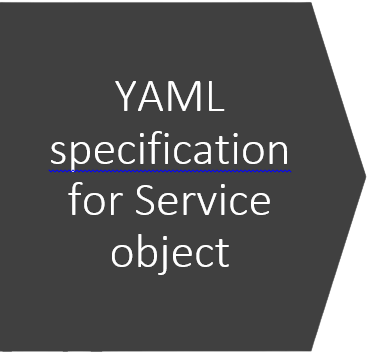 YAML
specification
for Service
object